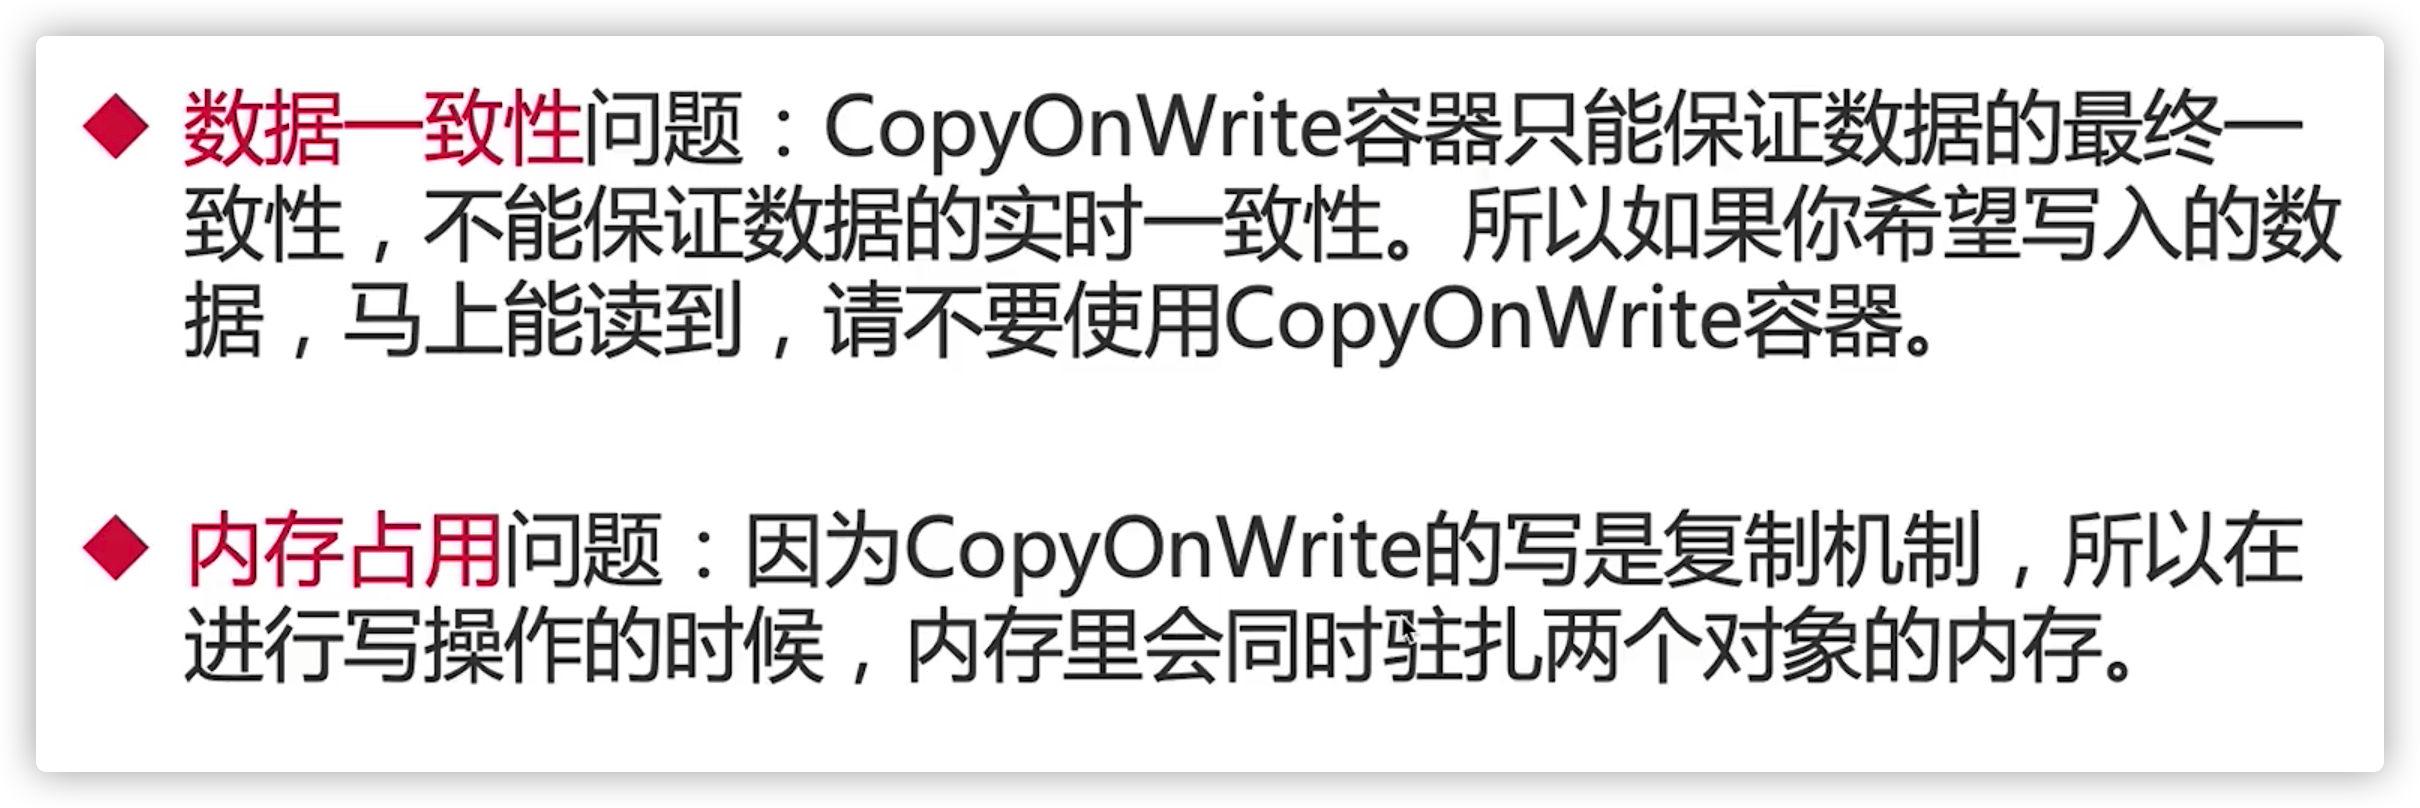 数据一致性问题：CopyOnWrite容器只能保证数据的最终一
致性，不能保证数据的实时一致性。所以如果你希望写入的数
据，马上能读到，请不要使用CopyOnWrite容器。
内存占用问题：因为CopyOnWrite的写是复制机制，所以在
进行写操作的时候，内存里会同时驻扎两个对象的内存。